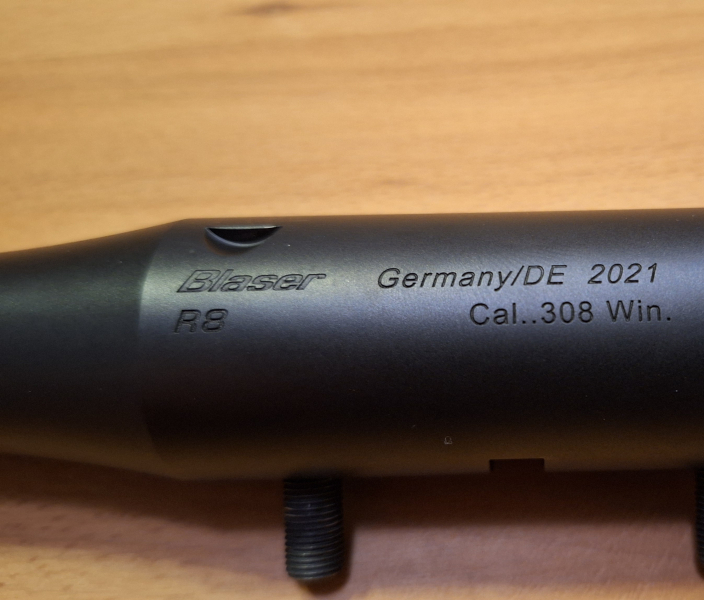 Blaser
R8
Germany/DE 2021
Cal..308 Win.